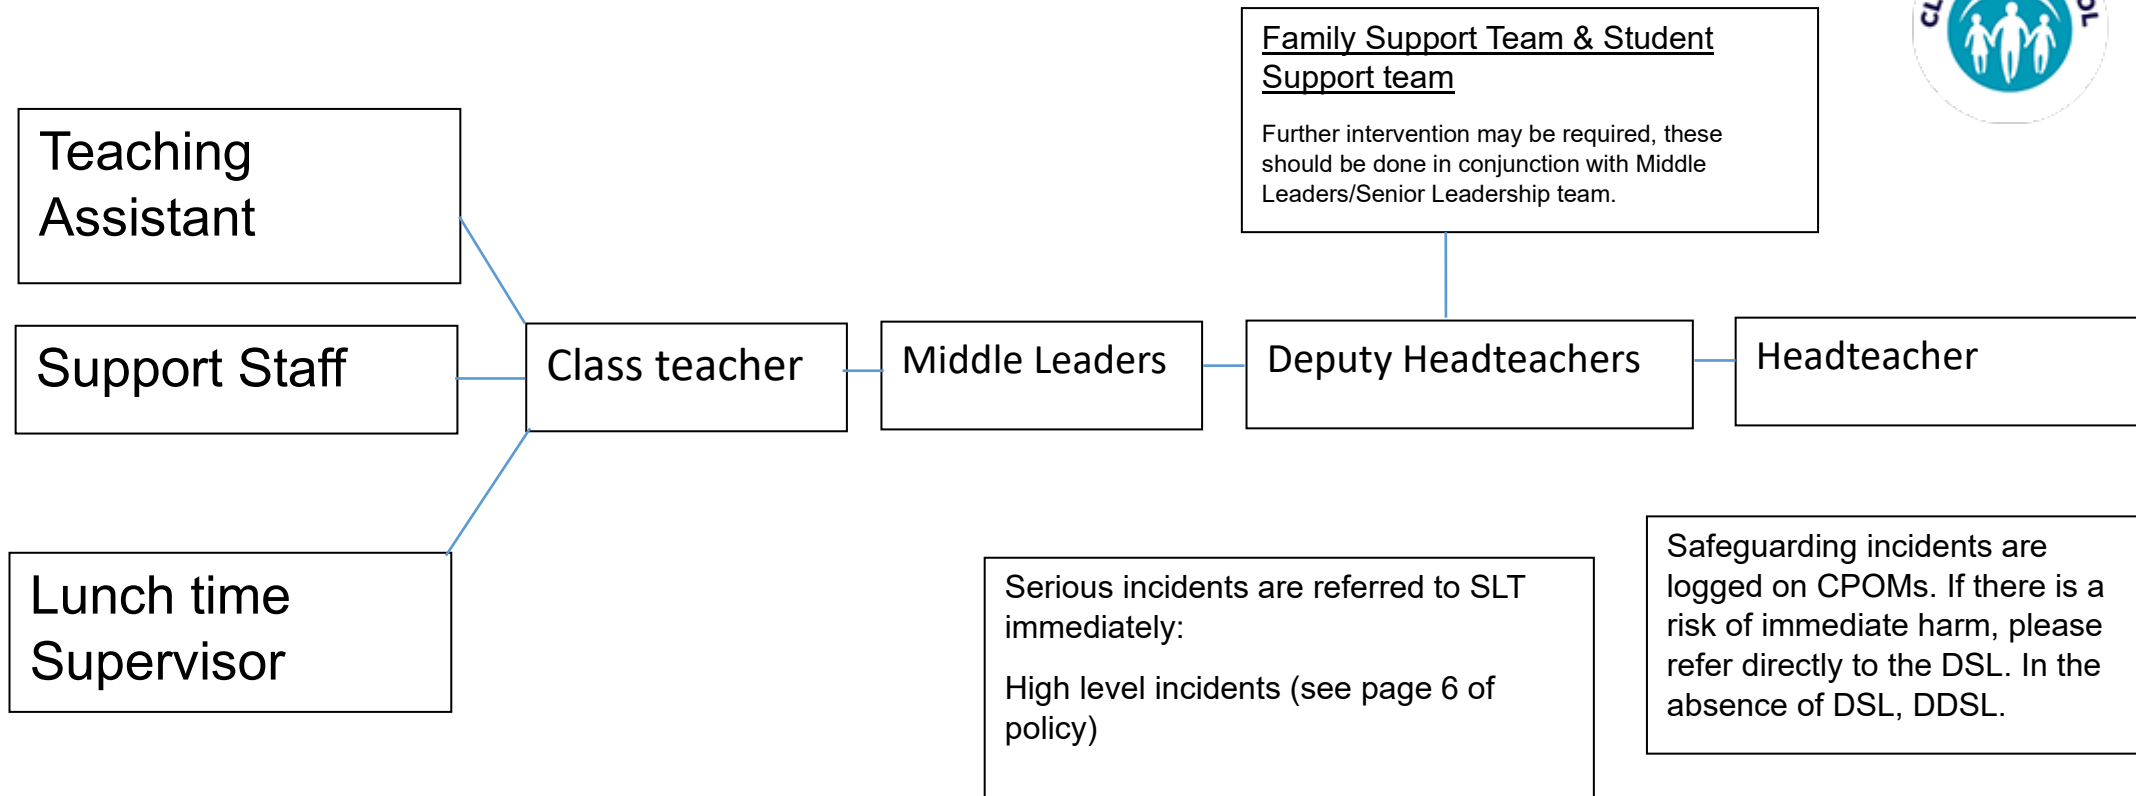 Family Support Team & Student
Support team
Further intervention may be required, these
should be done in conjunction with Middle
Leaders/Senior Leadership team.
Teaching
Assistant
Support Staff
Class teacher
Middle Leaders
Deputy Headteachers
Headteacher
Lunch time
Supervisor
Serious incidents are referred to SLT
immediately:
High level incidents (see page 6 of
policy)
Safeguarding incidents are
logged on CPOMs. If there is a
risk of immediate harm, please
refer directly to the DSL. In the
absence of DSL, DDSL.